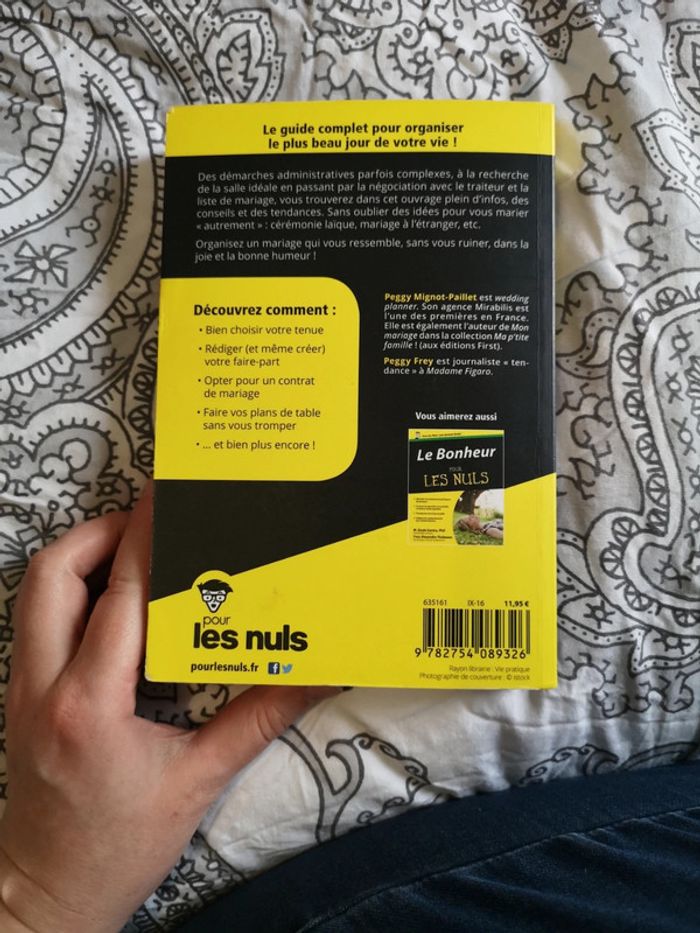 Le guide complet pour organiser
le plus beau jour de votre vie !
Des démarches administratives parfois complexes, à la recherche
de la salle idéale en passant par la négociation avec le traiteur et la
liste de mariage, vous trouverez dans cet ouvrage plein d'infos, des
conseils et des tendances. Sans oublier des idées pour vous marier
« autrement » : cérémonie laïque, mariage à l'étranger, etc.
Organisez un mariage qui vous ressemble, sans vous ruiner, dans la
joie et la bonne humeur !
Découvrez comment :
• Bien choisir votre tenue
• Rédiger (et même créer)
votre faire-part
• Opter pour un contrat
de mariage
• Faire vos plans de table
sans vous tromper
• ... et bien plus encore !
Peggy Mignot-Paillet est wedding
planner. Son agence Mirabilis est
l'une des premières en France.
Elle est également l'auteur de Mon
mariage dans la collection Ma p'tite
famille ! (aux éditions First).
Peggy Frey est journaliste « ten-
dance » à Madame Figaro.
Vous aimerez aussi
Le Bonheur
POUR
LES NULS
pour
les nuls
pourlesnuls.fr
635161 IX-16 11,95 €
9 782754 089326
Rayon librairie : Vie pratique
Photographie de couverture : © istock